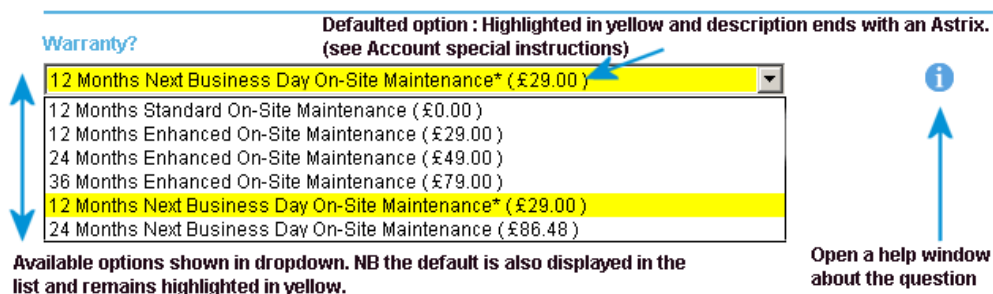 Defaulted option : Highlighted in yellow and description ends with an Astrix.
Warranty?
(see Account special instructions)
12 Months Next Business Day On-Site Maintenance* ( £29.00 )
i
12 Months Standard On-Site Maintenance ( £0.00 )
12 Months Enhanced On-Site Maintenance ( £29.00 )
24 Months Enhanced On-Site Maintenance ( £49.00 )
36 Months Enhanced On-Site Maintenance ( £79.00 )
12 Months Next Business Day On-Site Maintenance* ( £29.00 )
24 Months Next Business Day On-Site Maintenance ( £86.48 )
Available options shown in dropdown. NB the default is also displayed in the
list and remains highlighted in yellow.
Open a help window
about the question